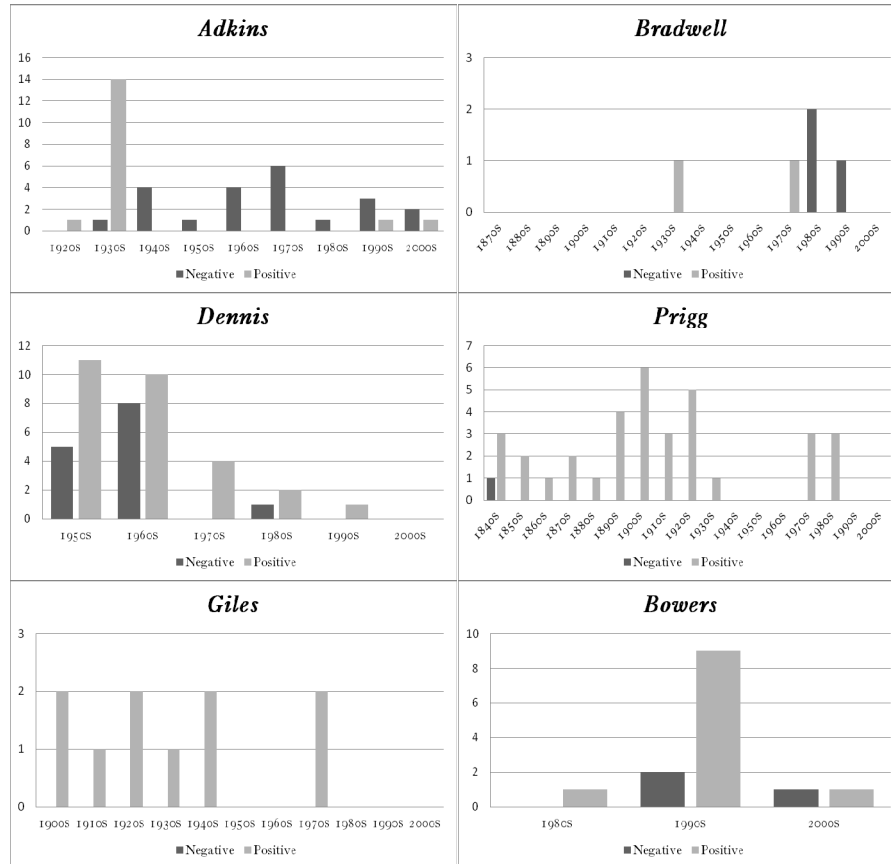 Adkins
16
14
12
10
8
6
4
2
0
1920S 1930S 1940S 1950S 1960S 1970S 1980S 1990S 2000S
Negative Positive
Bradwell
3
2
1
0
1870S 1880S 1890S 1900S 1910S 1920S 1930S 1940S 1950S 1960S 1970S 1980S 1990S 2000S
Negative Positive
Dennis
12
10
8
6
4
2
0
1950S 1960S 1970S 1980S 1990S 2000S
Negative Positive
Prigg
7
6
5
4
3
2
1
0
1840S 1850S 1860S 1870S 1880S 1890S 1900S 1910S 1920S 1930S 1940S 1950S 1960S 1970S 1980S 1990S 2000S
Negative Positive
Giles
3
2
1
0
1900S 1910S 1920S 1930S 1940S 1950S 1960S 1970S 1980S 1990S 2000S
Negative Positive
Bowers
10
8
6
4
2
0
1980S 1990S 2000S
Negative Positive